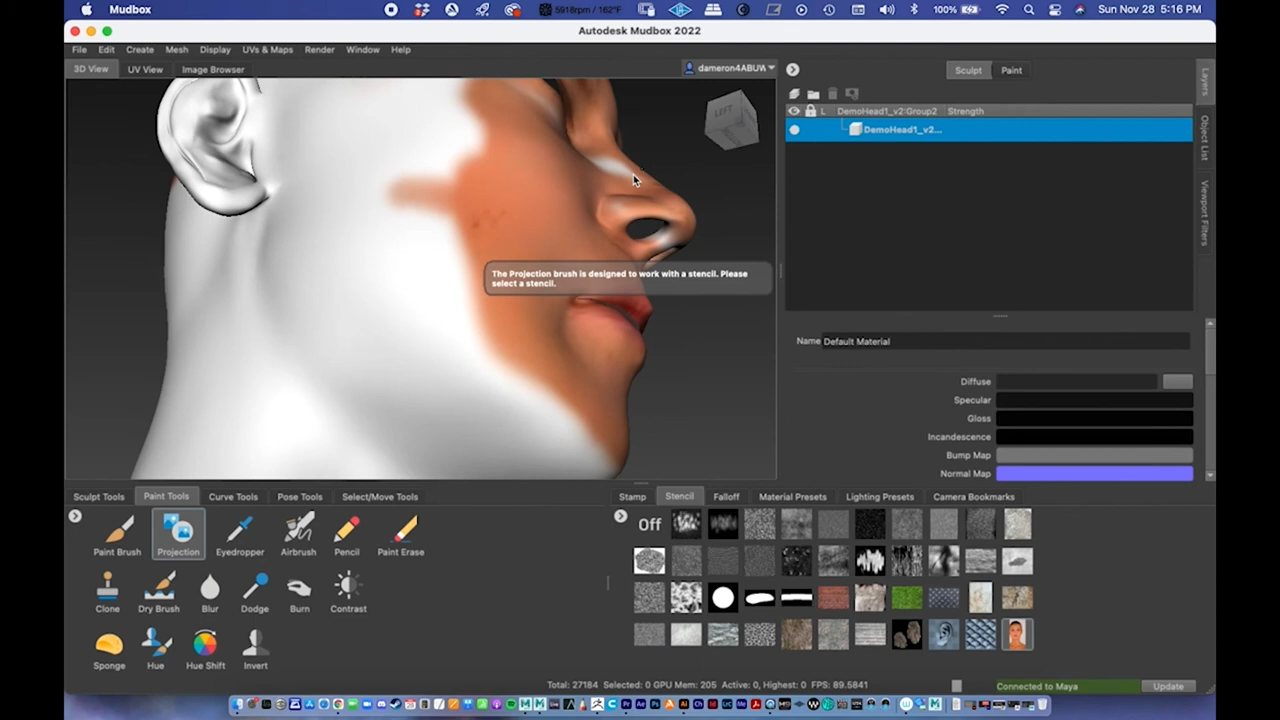 Mudbox
5918rpm / 162°F
100%
Sun Nov 28 5:16 PM
Autodesk Mudbox 2022
File Edit Create Mesh Display UVs & Maps Render Window Help
3D View UV View Image Browser
dameron4ABUW
LEFT
Sculpt Paint
L DemoHead1_v2:Group2 Strength
DemoHead1_v2...
Layers
Object List
Viewport Filters
The Projection brush is designed to work with a stencil. Please
select a stencil.
Name Default Material
Diffuse
Specular
Gloss
Incandescence
Bump Map
Normal Map
Sculpt Tools Paint Tools Curve Tools Pose Tools Select/Move Tools
Stamp Stencil Falloff Material Presets Lighting Presets Camera Bookmarks
Off
Paint Brush Projection Eyedropper Airbrush Pencil Paint Erase
Clone Dry Brush Blur Dodge Burn Contrast
Sponge Hue Hue Shift Invert
Total: 27184 Selected: 0 GPU Mem: 205 Active: 0, Highest: 0 FPS: 89.5841
Connected to Maya
Update